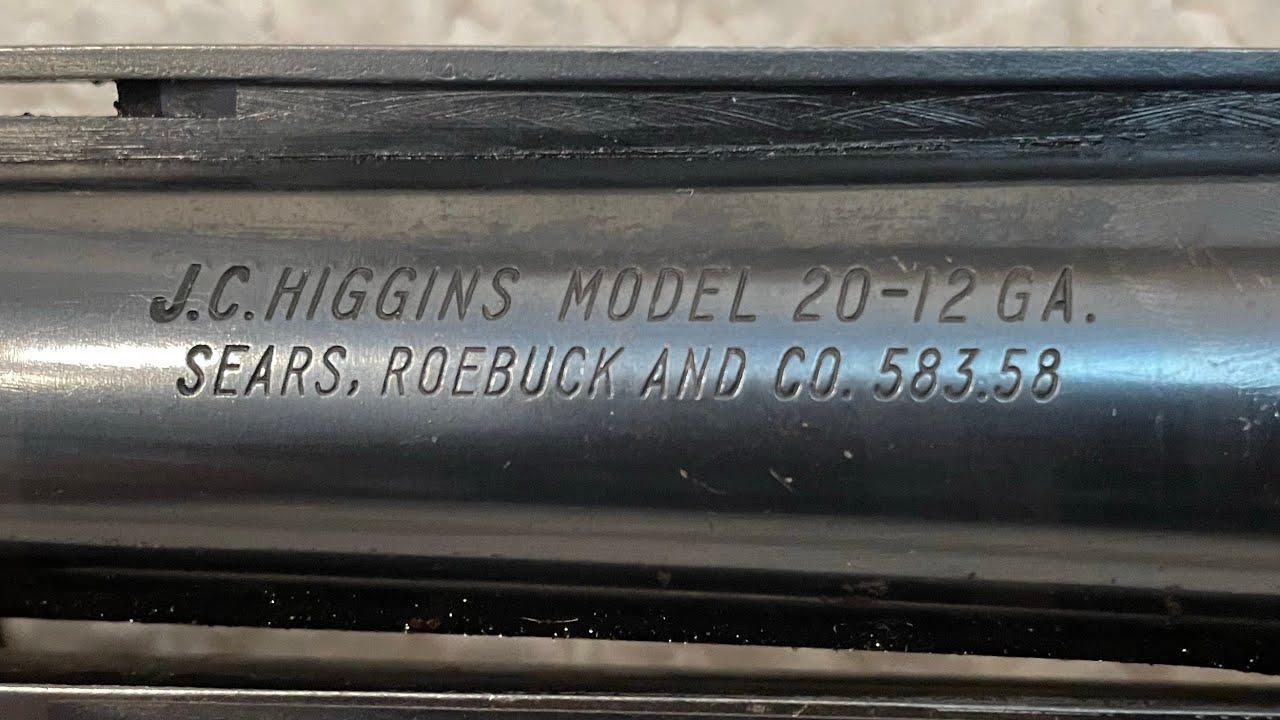 J.C. HIGGINS MODEL 20-12 GA.
SEARS, ROEBUCK AND CO. 583.58